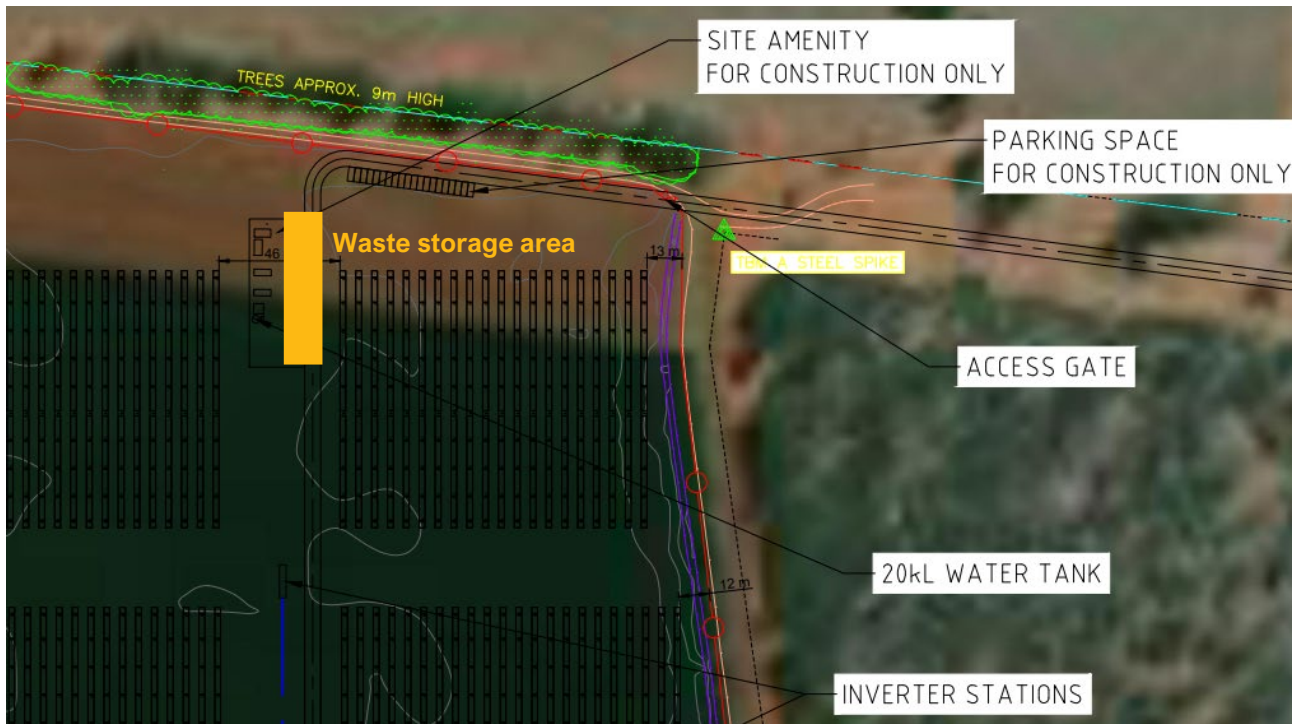 SITE AMENITY
FOR CONSTRUCTION ONLY
TREES APPROX. 9m HIGH
PARKING SPACE
FOR CONSTRUCTION ONLY
Waste storage area
46
13 m
TBM A STEEL SPIKE
ACCESS GATE
20kL WATER TANK
12 m
INVERTER STATIONS